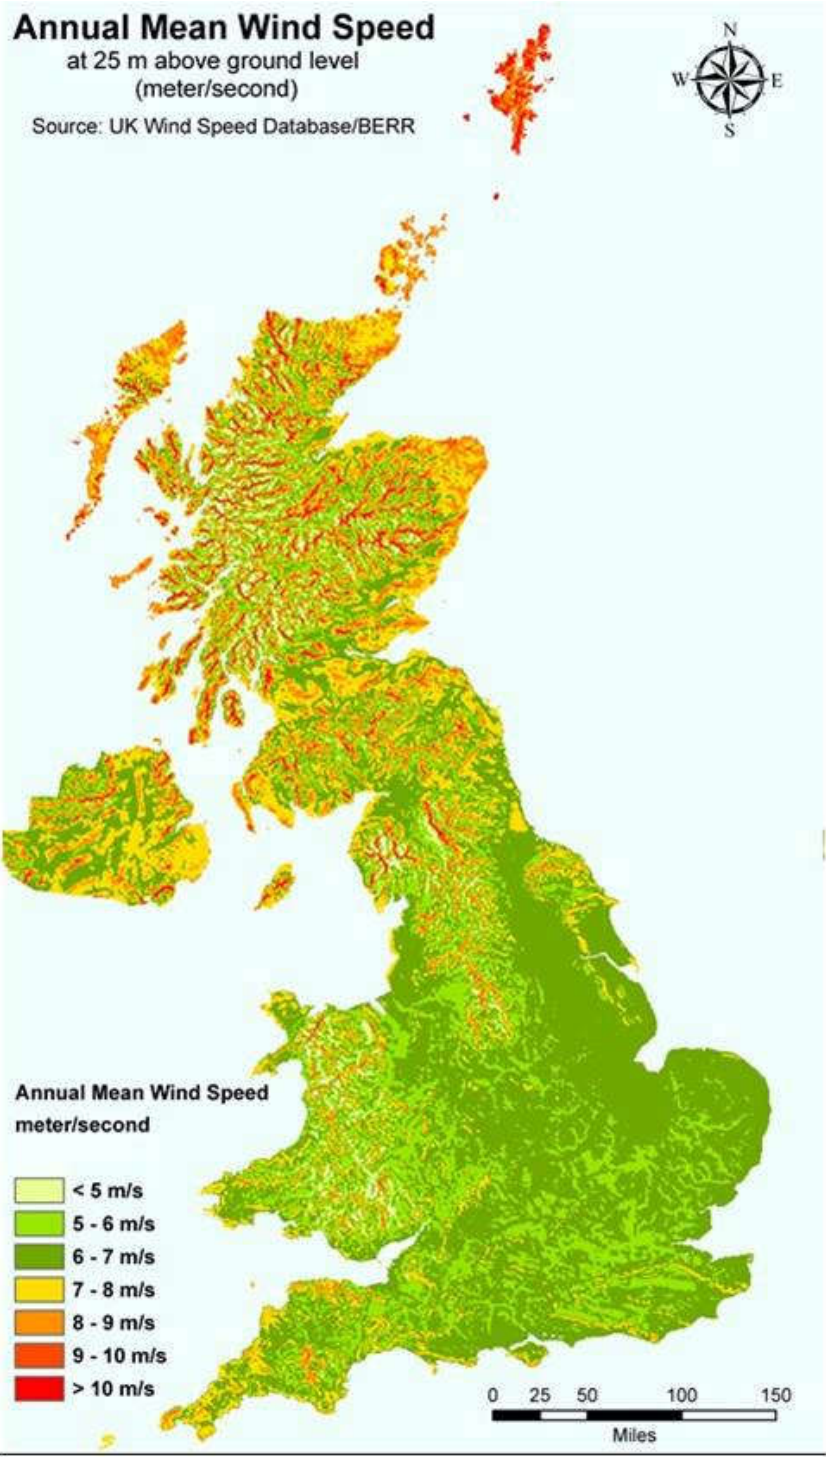 Annual Mean Wind Speed
at 25 m above ground level
(meter/second)
Source: UK Wind Speed Database/BERR
N
W E
S
Annual Mean Wind Speed
meter/second
< 5 m/s
5 - 6 m/s
6 - 7 m/s
7 - 8 m/s
8 - 9 m/s
9 - 10 m/s
> 10 m/s
0 25 50 100 150
Miles